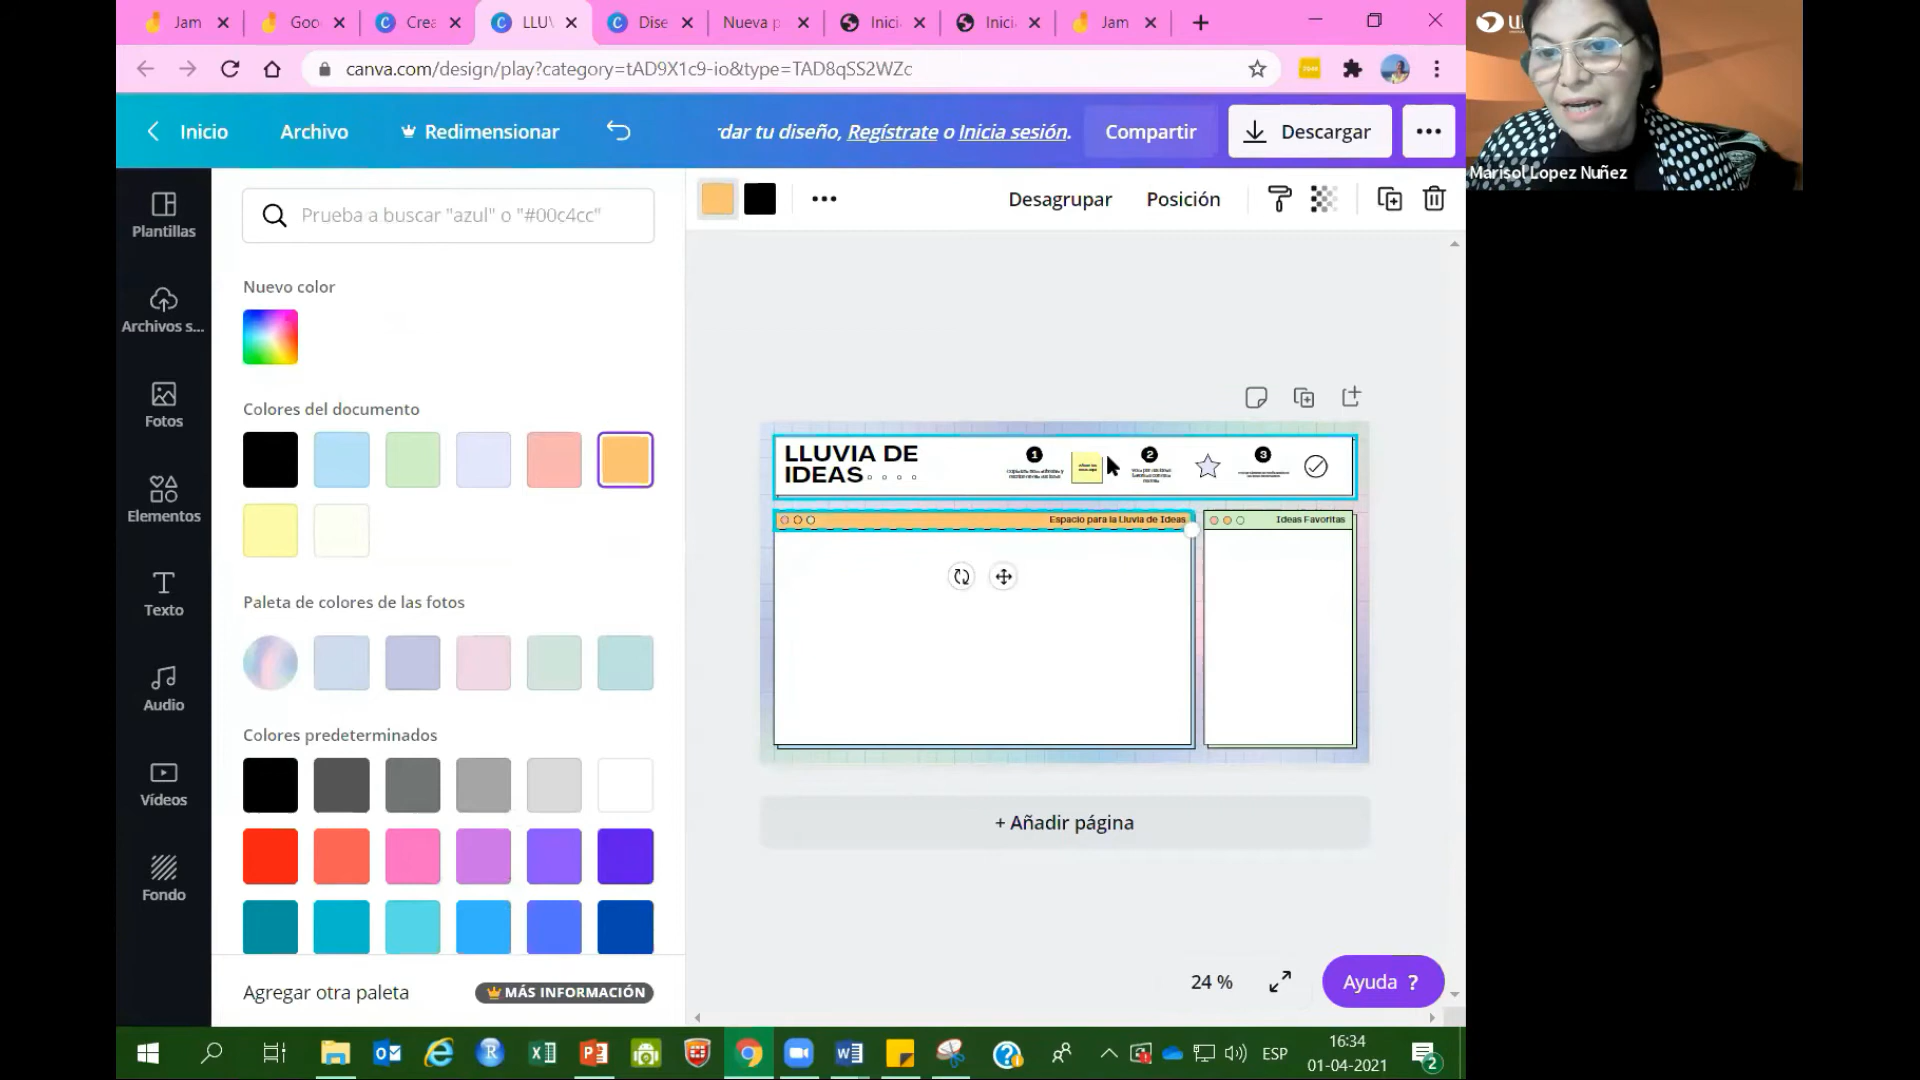 Jam
Goo
Crea
LLUV
Dise
Nueva p
Inici
Inici
Jam
canva.com/design/play?category=tAD9X1c9-io&type=TAD8qSS2WZc
Inicio
Archivo
Redimensionar
dar tu diseño, Regístrate o Inicia sesión.
Compartir
Descargar
Marisol Lopez Nuñez
Plantillas
Archivos s...
Fotos
Elementos
Texto
Audio
Vídeos
Fondo
Prueba a buscar "azul" o "#00c4cc"
Nuevo color
Colores del documento
Paleta de colores de las fotos
Colores predeterminados
Agregar otra paleta
MÁS INFORMACIÓN
Desagrupar
Posición
LLUVIA DE
IDEAS
1
2
3
Espacio para la Lluvia de Ideas
Ideas Favoritas
+ Añadir página
24 %
Ayuda ?
ESP
16:34
01-04-2021
2